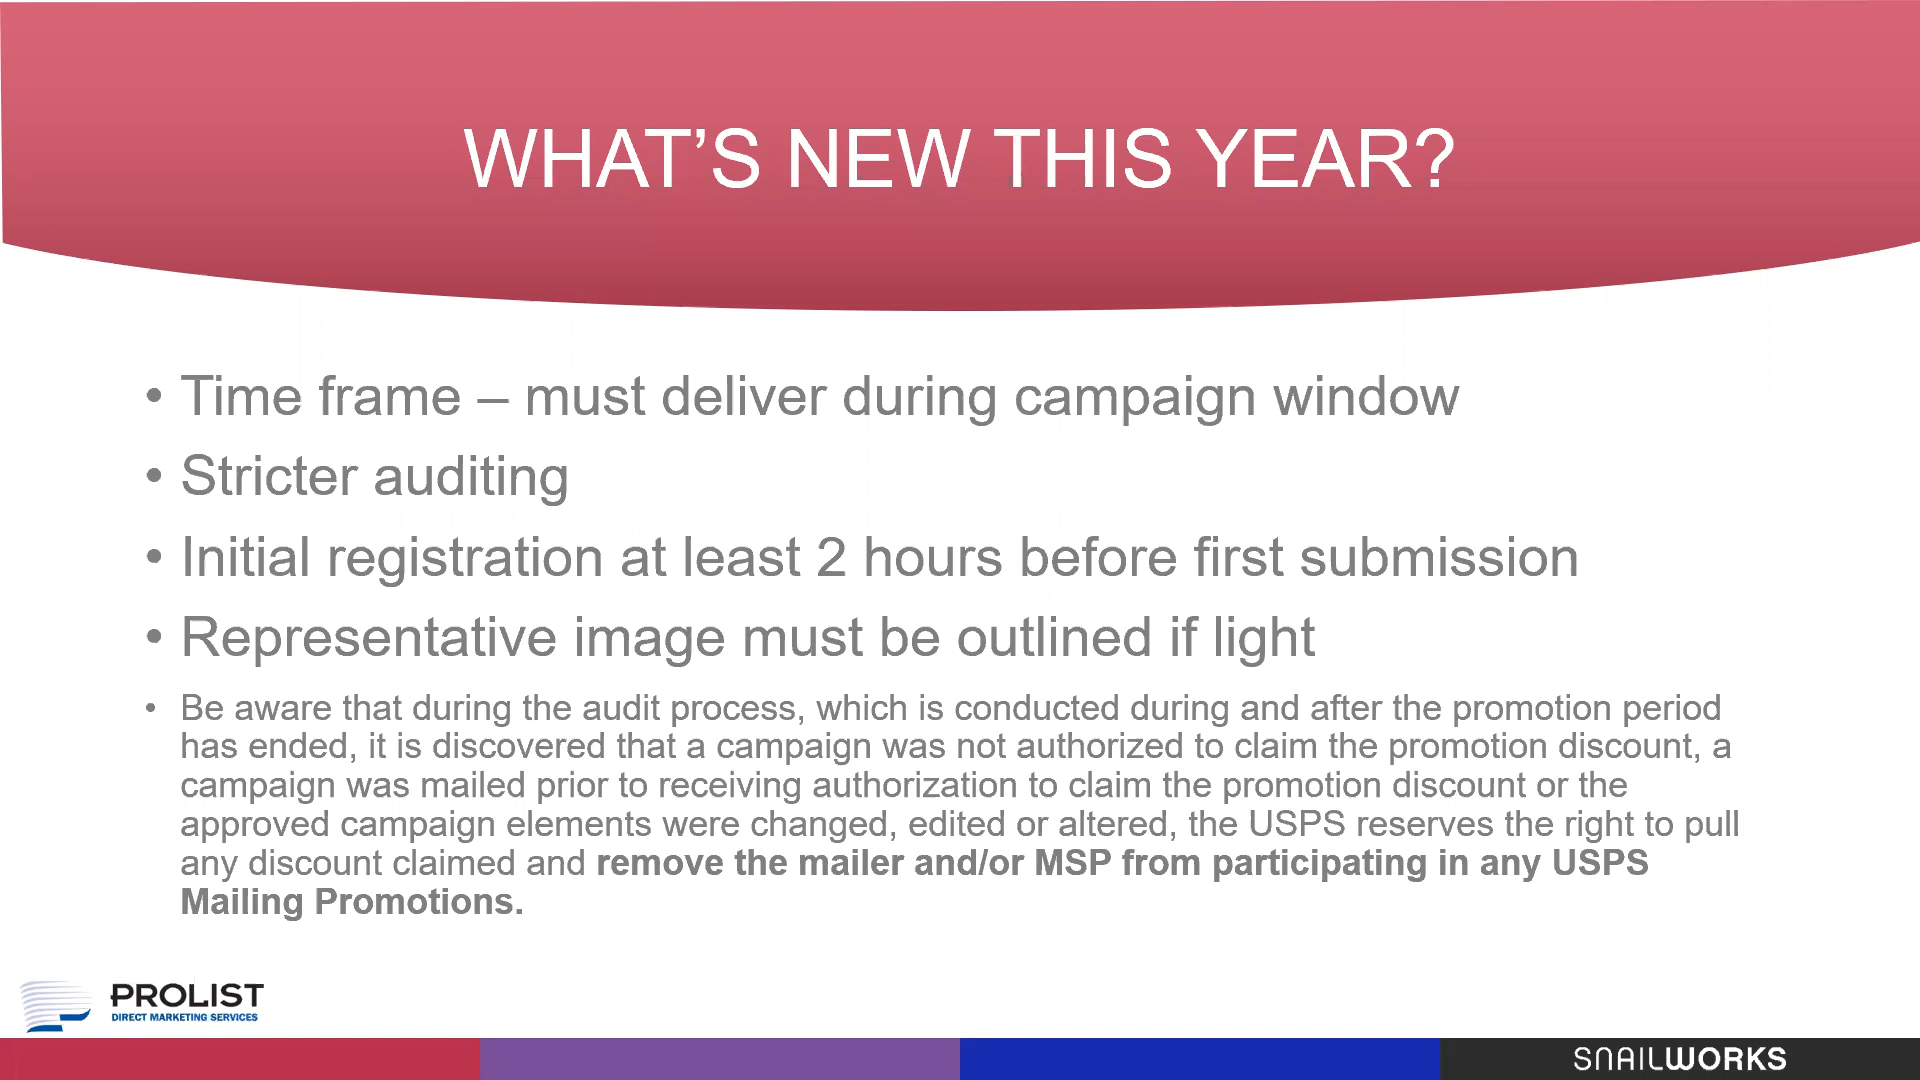 WHAT’S NEW THIS YEAR?
• Time frame – must deliver during campaign window
• Stricter auditing
• Initial registration at least 2 hours before first submission
• Representative image must be outlined if light
• Be aware that during the audit process, which is conducted during and after the promotion period
has ended, it is discovered that a campaign was not authorized to claim the promotion discount, a
campaign was mailed prior to receiving authorization to claim the promotion discount or the
approved campaign elements were changed, edited or altered, the USPS reserves the right to pull
any discount claimed and remove the mailer and/or MSP from participating in any USPS
Mailing Promotions.
PROLIST
DIRECT MARKETING SERVICES
SNAILWORKS